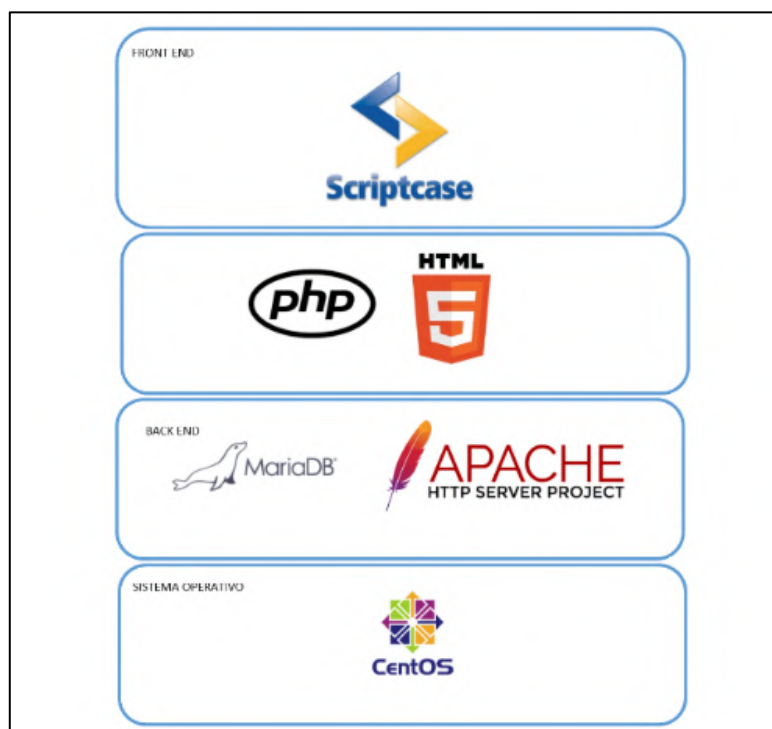 FRONT END
Scriptcase
php
HTML
5
BACK END
MariaDB
APACHE
HTTP SERVER PROJECT
SISTEMA OPERATIVO
CentOS